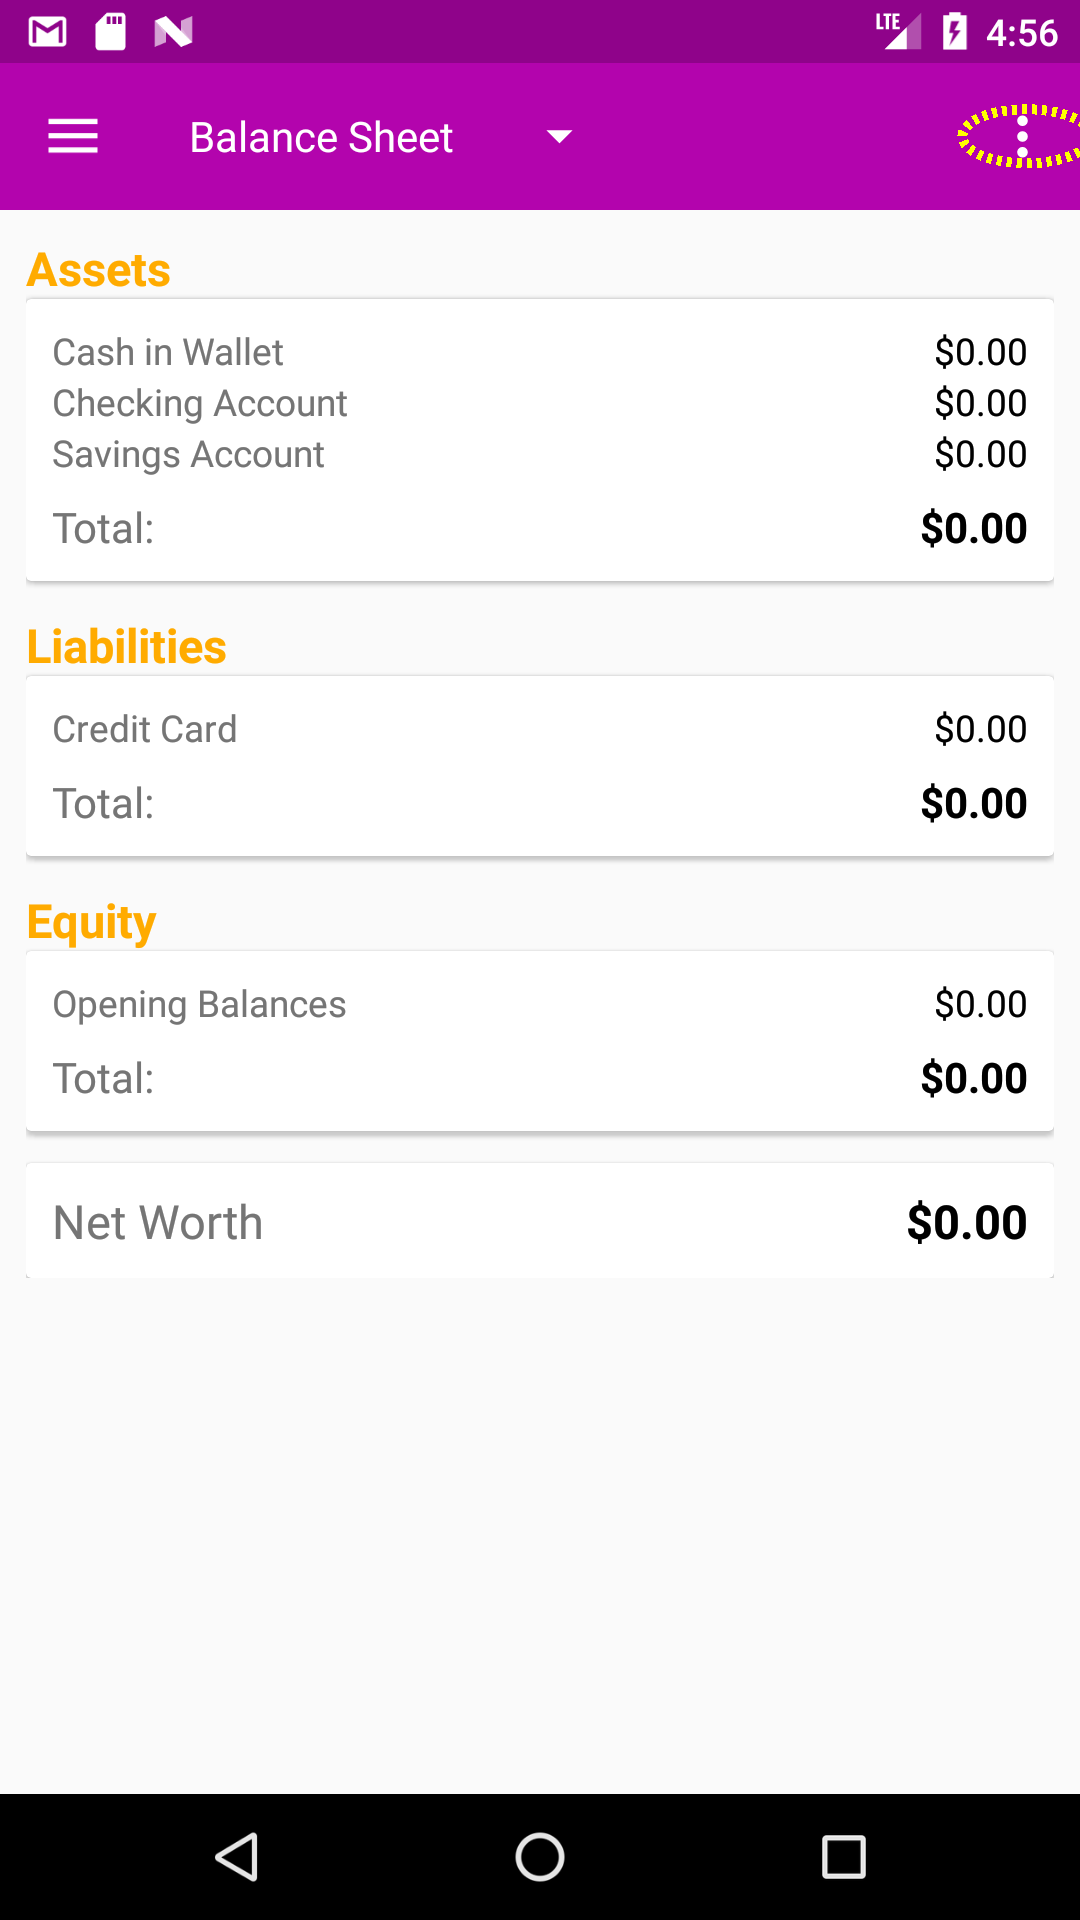 LTE 4:56
Balance Sheet
Assets
Cash in Wallet $0.00
Checking Account $0.00
Savings Account $0.00
Total: $0.00
Liabilities
Credit Card $0.00
Total: $0.00
Equity
Opening Balances $0.00
Total: $0.00
Net Worth $0.00